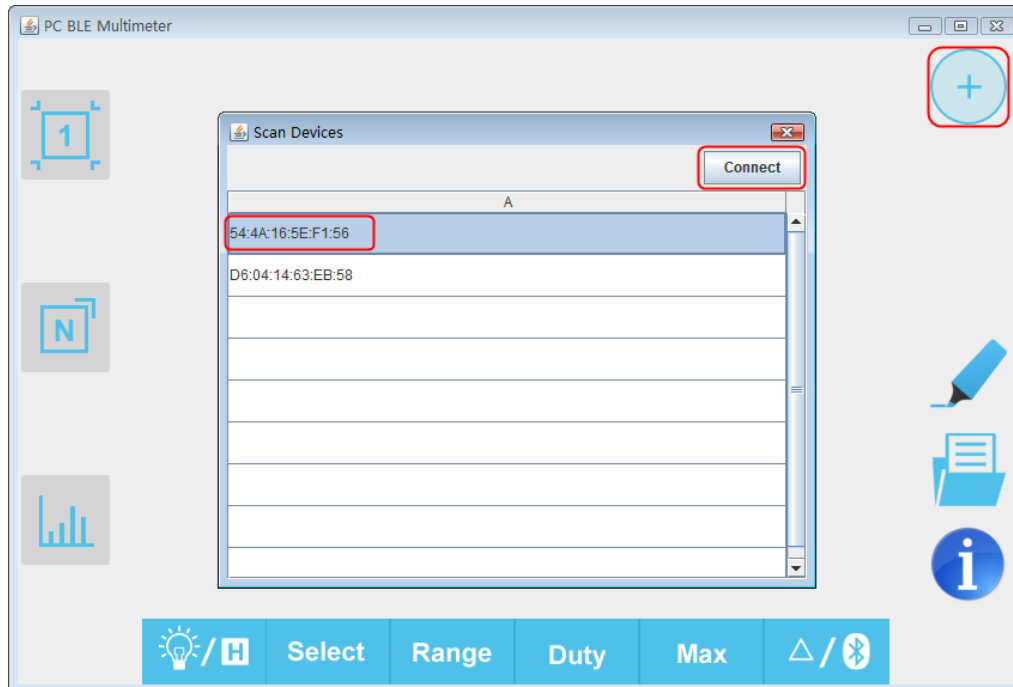 PC BLE Multimeter
+
1
Scan Devices
Connect
A
54:4A:16:5E:F1:56
D6:04:14:63:EB:58
N
i
/ H Select Range Duty Max △ /